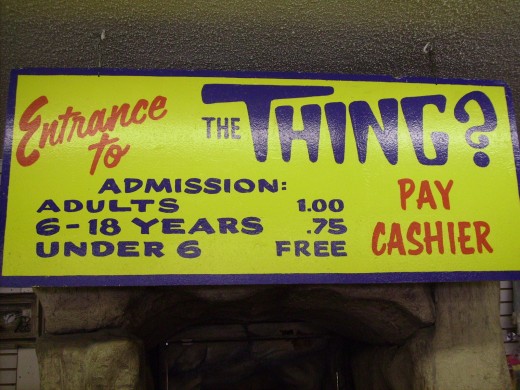 Entrance to
THE THING?
ADMISSION:
ADULTS 1.00
6-18 YEARS .75
UNDER 6 FREE
PAY
CASHIER